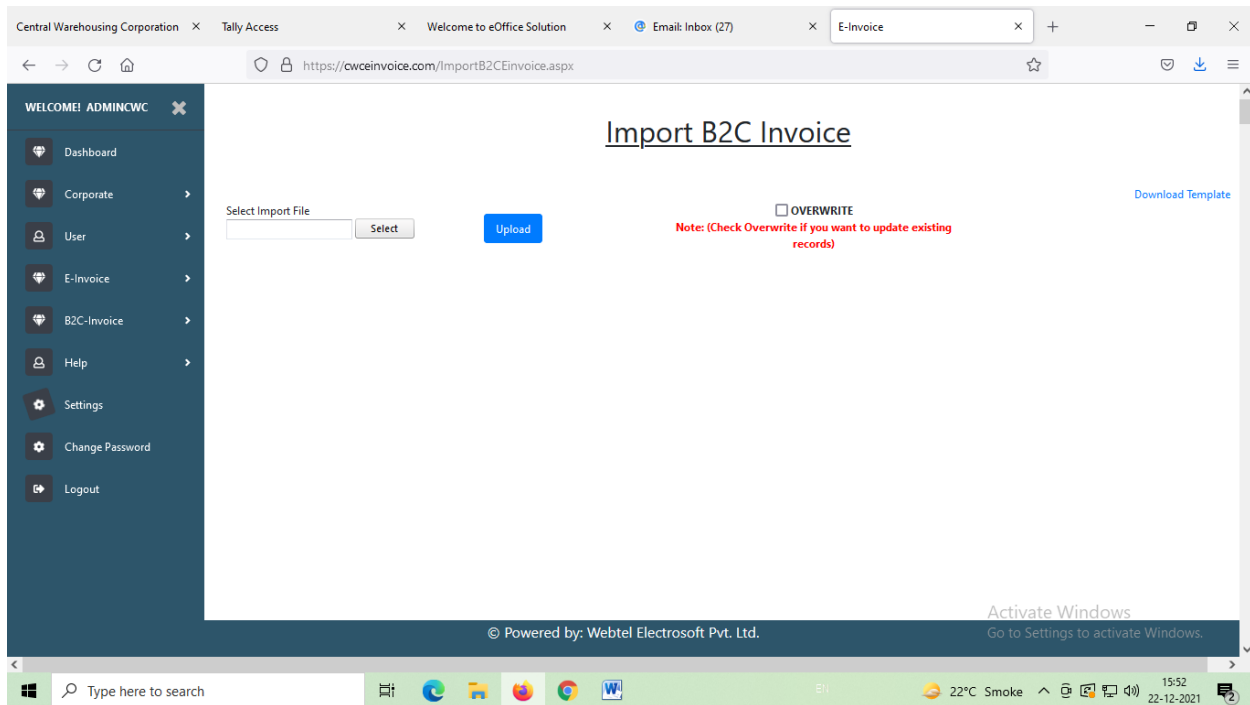 Central Warehousing Corporation
Tally Access
Welcome to eOffice Solution
Email: Inbox (27)
E-Invoice
https://cwceinvoice.com/ImportB2CEinvoice.aspx
WELCOME! ADMINCWC
Import B2C Invoice
Dashboard
Corporate
Download Template
Select Import File
OVERWRITE
Select
Upload
Note: (Check Overwrite if you want to update existing
records)
User
E-Invoice
B2C-Invoice
Help
Settings
Change Password
Logout
Activate Windows
Go to Settings to activate Windows.
© Powered by: Webtel Electrosoft Pvt. Ltd.
Type here to search
EN
22°C Smoke
15:52
22-12-2021
2